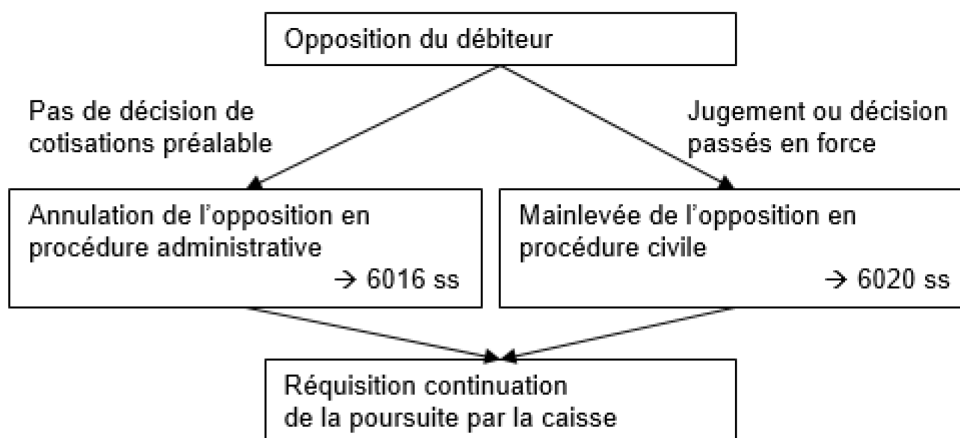 Opposition du débiteur
Pas de décision de
cotisations préalable
Jugement ou décision
passés en force
Annulation de l’opposition en
procédure administrative
→ 6016 ss
Mainlevée de l’opposition en
procédure civile
→ 6020 ss
Réquisition continuation
de la poursuite par la caisse